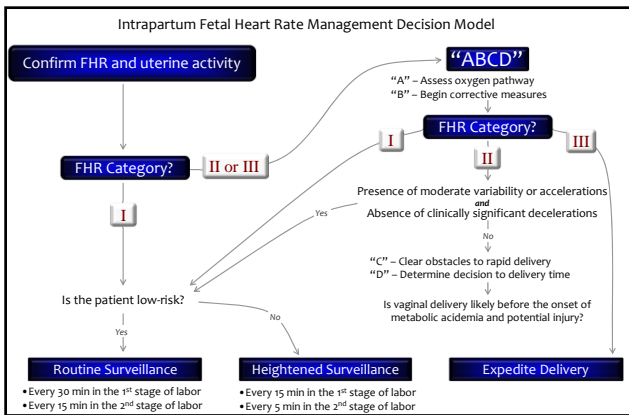 Intrapartum Fetal Heart Rate Management Decision Model
Confirm FHR and uterine activity
"ABCD"
"A" – Assess oxygen pathway
"B" – Begin corrective measures
FHR Category?
I
II
III
FHR Category?
II or III
I
Presence of moderate variability or accelerations
and
Absence of clinically significant decelerations
Yes
No
"C" – Clear obstacles to rapid delivery
"D" – Determine decision to delivery time
Is vaginal delivery likely before the onset of
metabolic acidemia and potential injury?
Is the patient low-risk?
Yes
No
Routine Surveillance
• Every 30 min in the 1st stage of labor
• Every 15 min in the 2nd stage of labor
Heightened Surveillance
• Every 15 min in the 1st stage of labor
• Every 5 min in the 2nd stage of labor
Expedite Delivery